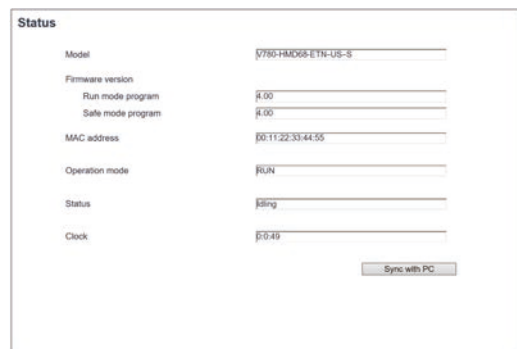 Status
Model V780-HMD68-ETN-US-S
Firmware version
Run mode program 4.00
Safe mode program 4.00
MAC address 00:11:22:33:44:55
Operation mode RUN
Status Idling
Clock 0:0:49
Sync with PC